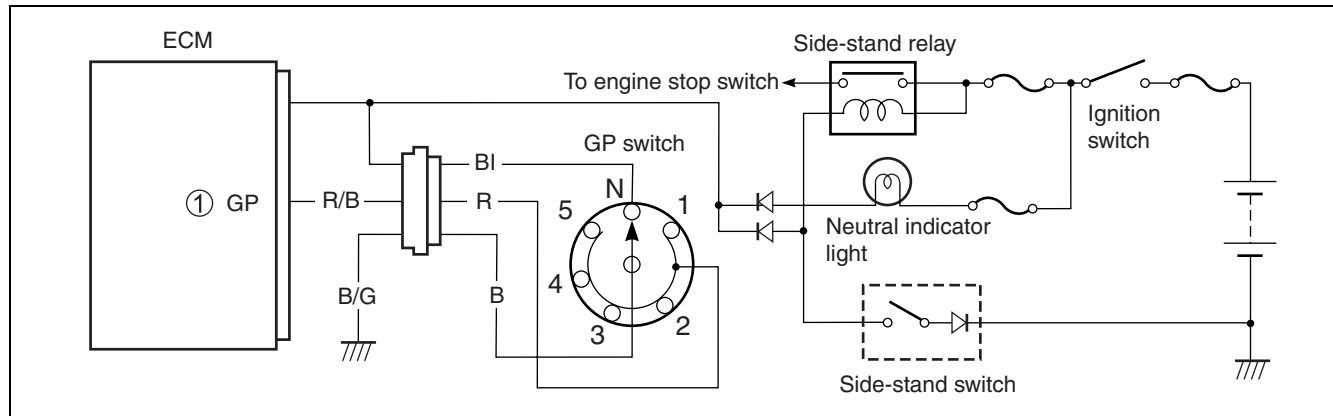 ECM
Side-stand relay
To engine stop switch
Ignition
switch
GP switch
Bl
N
1
5
1 GP
R/B
R
Neutral indicator
light
4
2
3
B/G
B
Side-stand switch